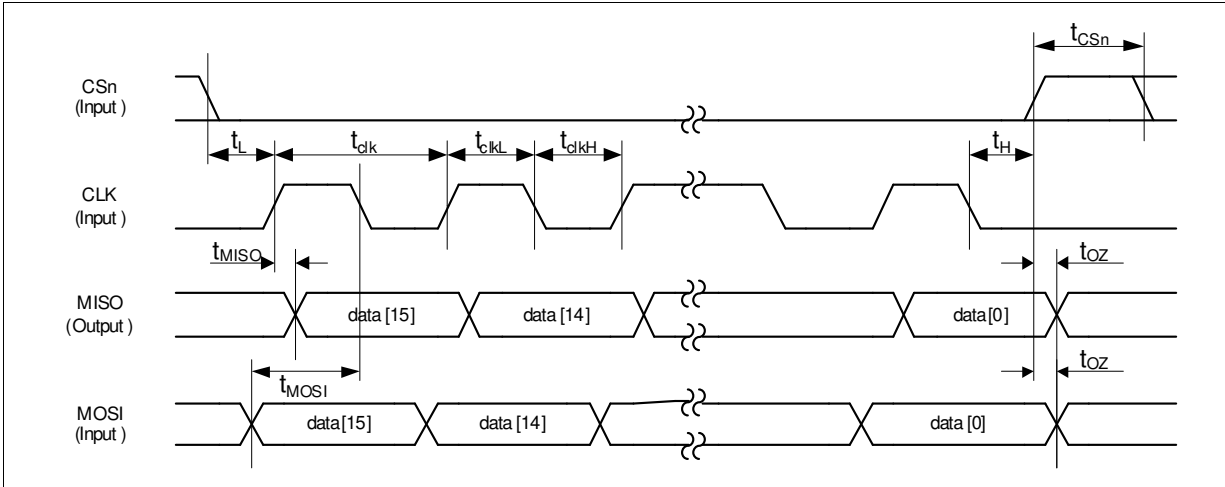 tCSn
CSn
(Input )
tL
tclk
tclkL
tclkH
tH
CLK
(Input )
tMISO
tOZ
MISO
(Output )
data [15]
data [14]
data[0]
tMOSI
tOZ
MOSI
(Input )
data[15]
data[14]
data [0]